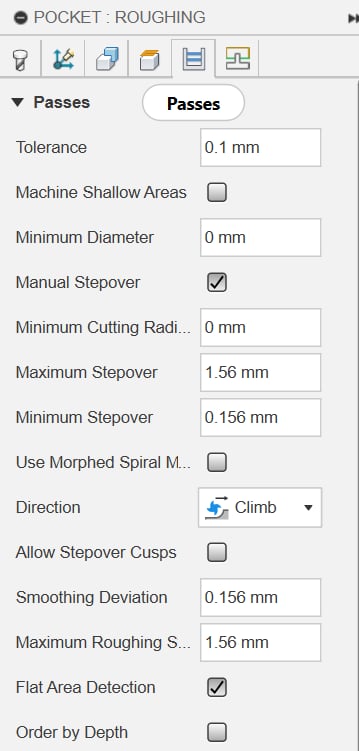 POCKET : ROUGHING
Passes
Passes
Tolerance 0.1 mm
Machine Shallow Areas
Minimum Diameter 0 mm
Manual Stepover
Minimum Cutting Radi... 0 mm
Maximum Stepover 1.56 mm
Minimum Stepover 0.156 mm
Use Morphed Spiral M...
Direction Climb
Allow Stepover Cusps
Smoothing Deviation 0.156 mm
Maximum Roughing S... 1.56 mm
Flat Area Detection
Order by Depth